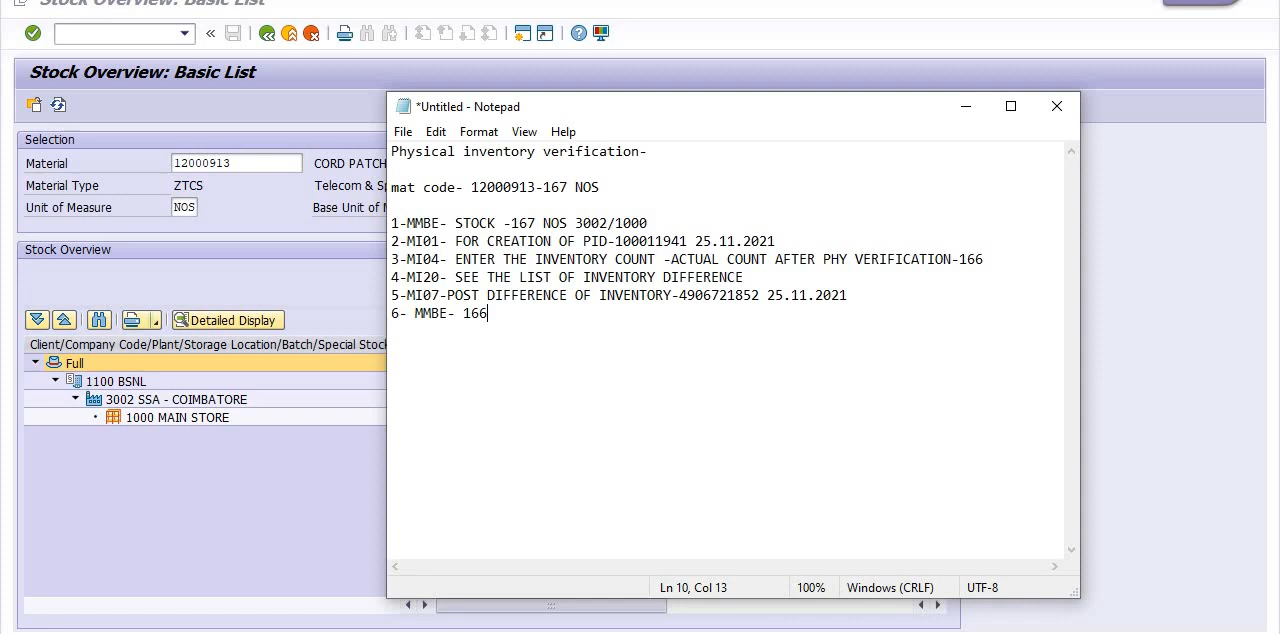 Stock Overview: Basic List
Stock Overview: Basic List
Selection
Material 12000913 CORD PATCH
Material Type ZTCS Telecom & Sp
Unit of Measure NOS Base Unit of
Stock Overview
Detailed Display
Client/Company Code/Plant/Storage Location/Batch/Special Stock
Full
1100 BSNL
3002 SSA - COIMBATORE
1000 MAIN STORE
*Untitled - Notepad
File Edit Format View Help
Physical inventory verification-
mat code- 12000913-167 NOS
1-MMBE- STOCK -167 NOS 3002/1000
2-MI01- FOR CREATION OF PID-100011941 25.11.2021
3-MI04- ENTER THE INVENTORY COUNT -ACTUAL COUNT AFTER PHY VERIFICATION-166
4-MI20- SEE THE LIST OF INVENTORY DIFFERENCE
5-MI07-POST DIFFERENCE OF INVENTORY-4906721852 25.11.2021
6- MMBE- 166
Ln 10, Col 13 100% Windows (CRLF) UTF-8